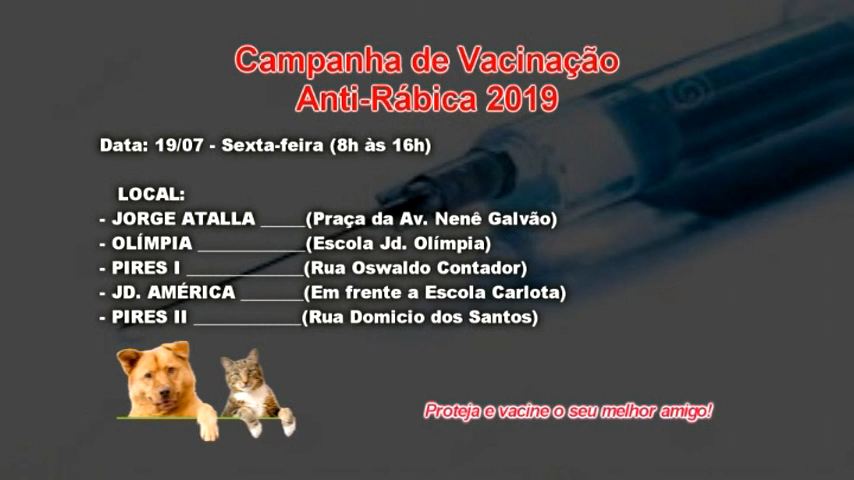 Campanha de Vacinação
Anti-Rábica 2019
Data: 19/07 - Sexta-feira (8h às 16h)
LOCAL:
- JORGE ATALLA _____(Praça da Av. Nenê Galvão)
- OLÍMPIA ____________(Escola Jd. Olímpia)
- PIRES I _____________(Rua Oswaldo Contador)
- JD. AMÉRICA _______(Em frente a Escola Carlota)
- PIRES II ____________(Rua Domicio dos Santos)
Proteja e vacine o seu melhor amigo!